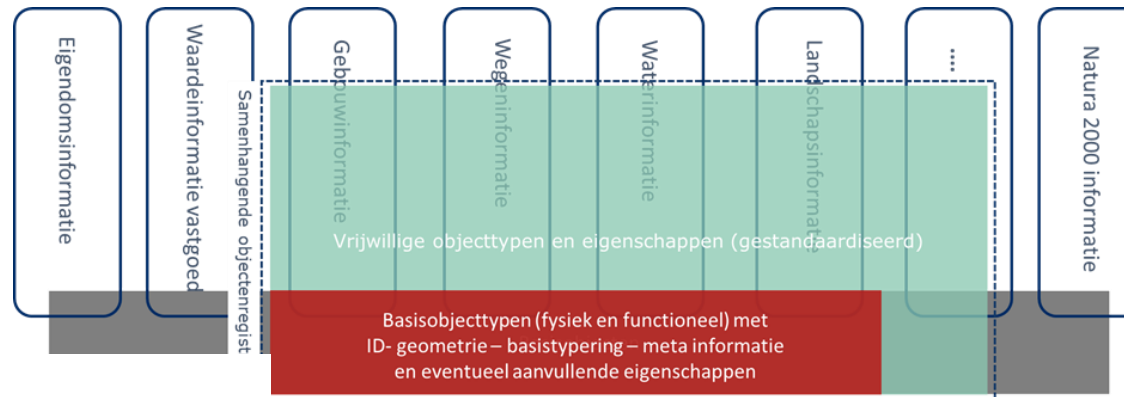 Eigendomsinformatie
Waardeinformatie vastgoed
Samenhangende objectenregist
Gebouwinformatie
Wegeninformatie
Waterinformatie
Landschapsinformatie
....
Natura 2000 informatie
Vrijwillige objecttypen en eigenschappen (gestandaardiseerd)
Basisobjecttypen (fysiek en functioneel) met
ID- geometrie – basistypering – meta informatie
en eventueel aanvullende eigenschappen